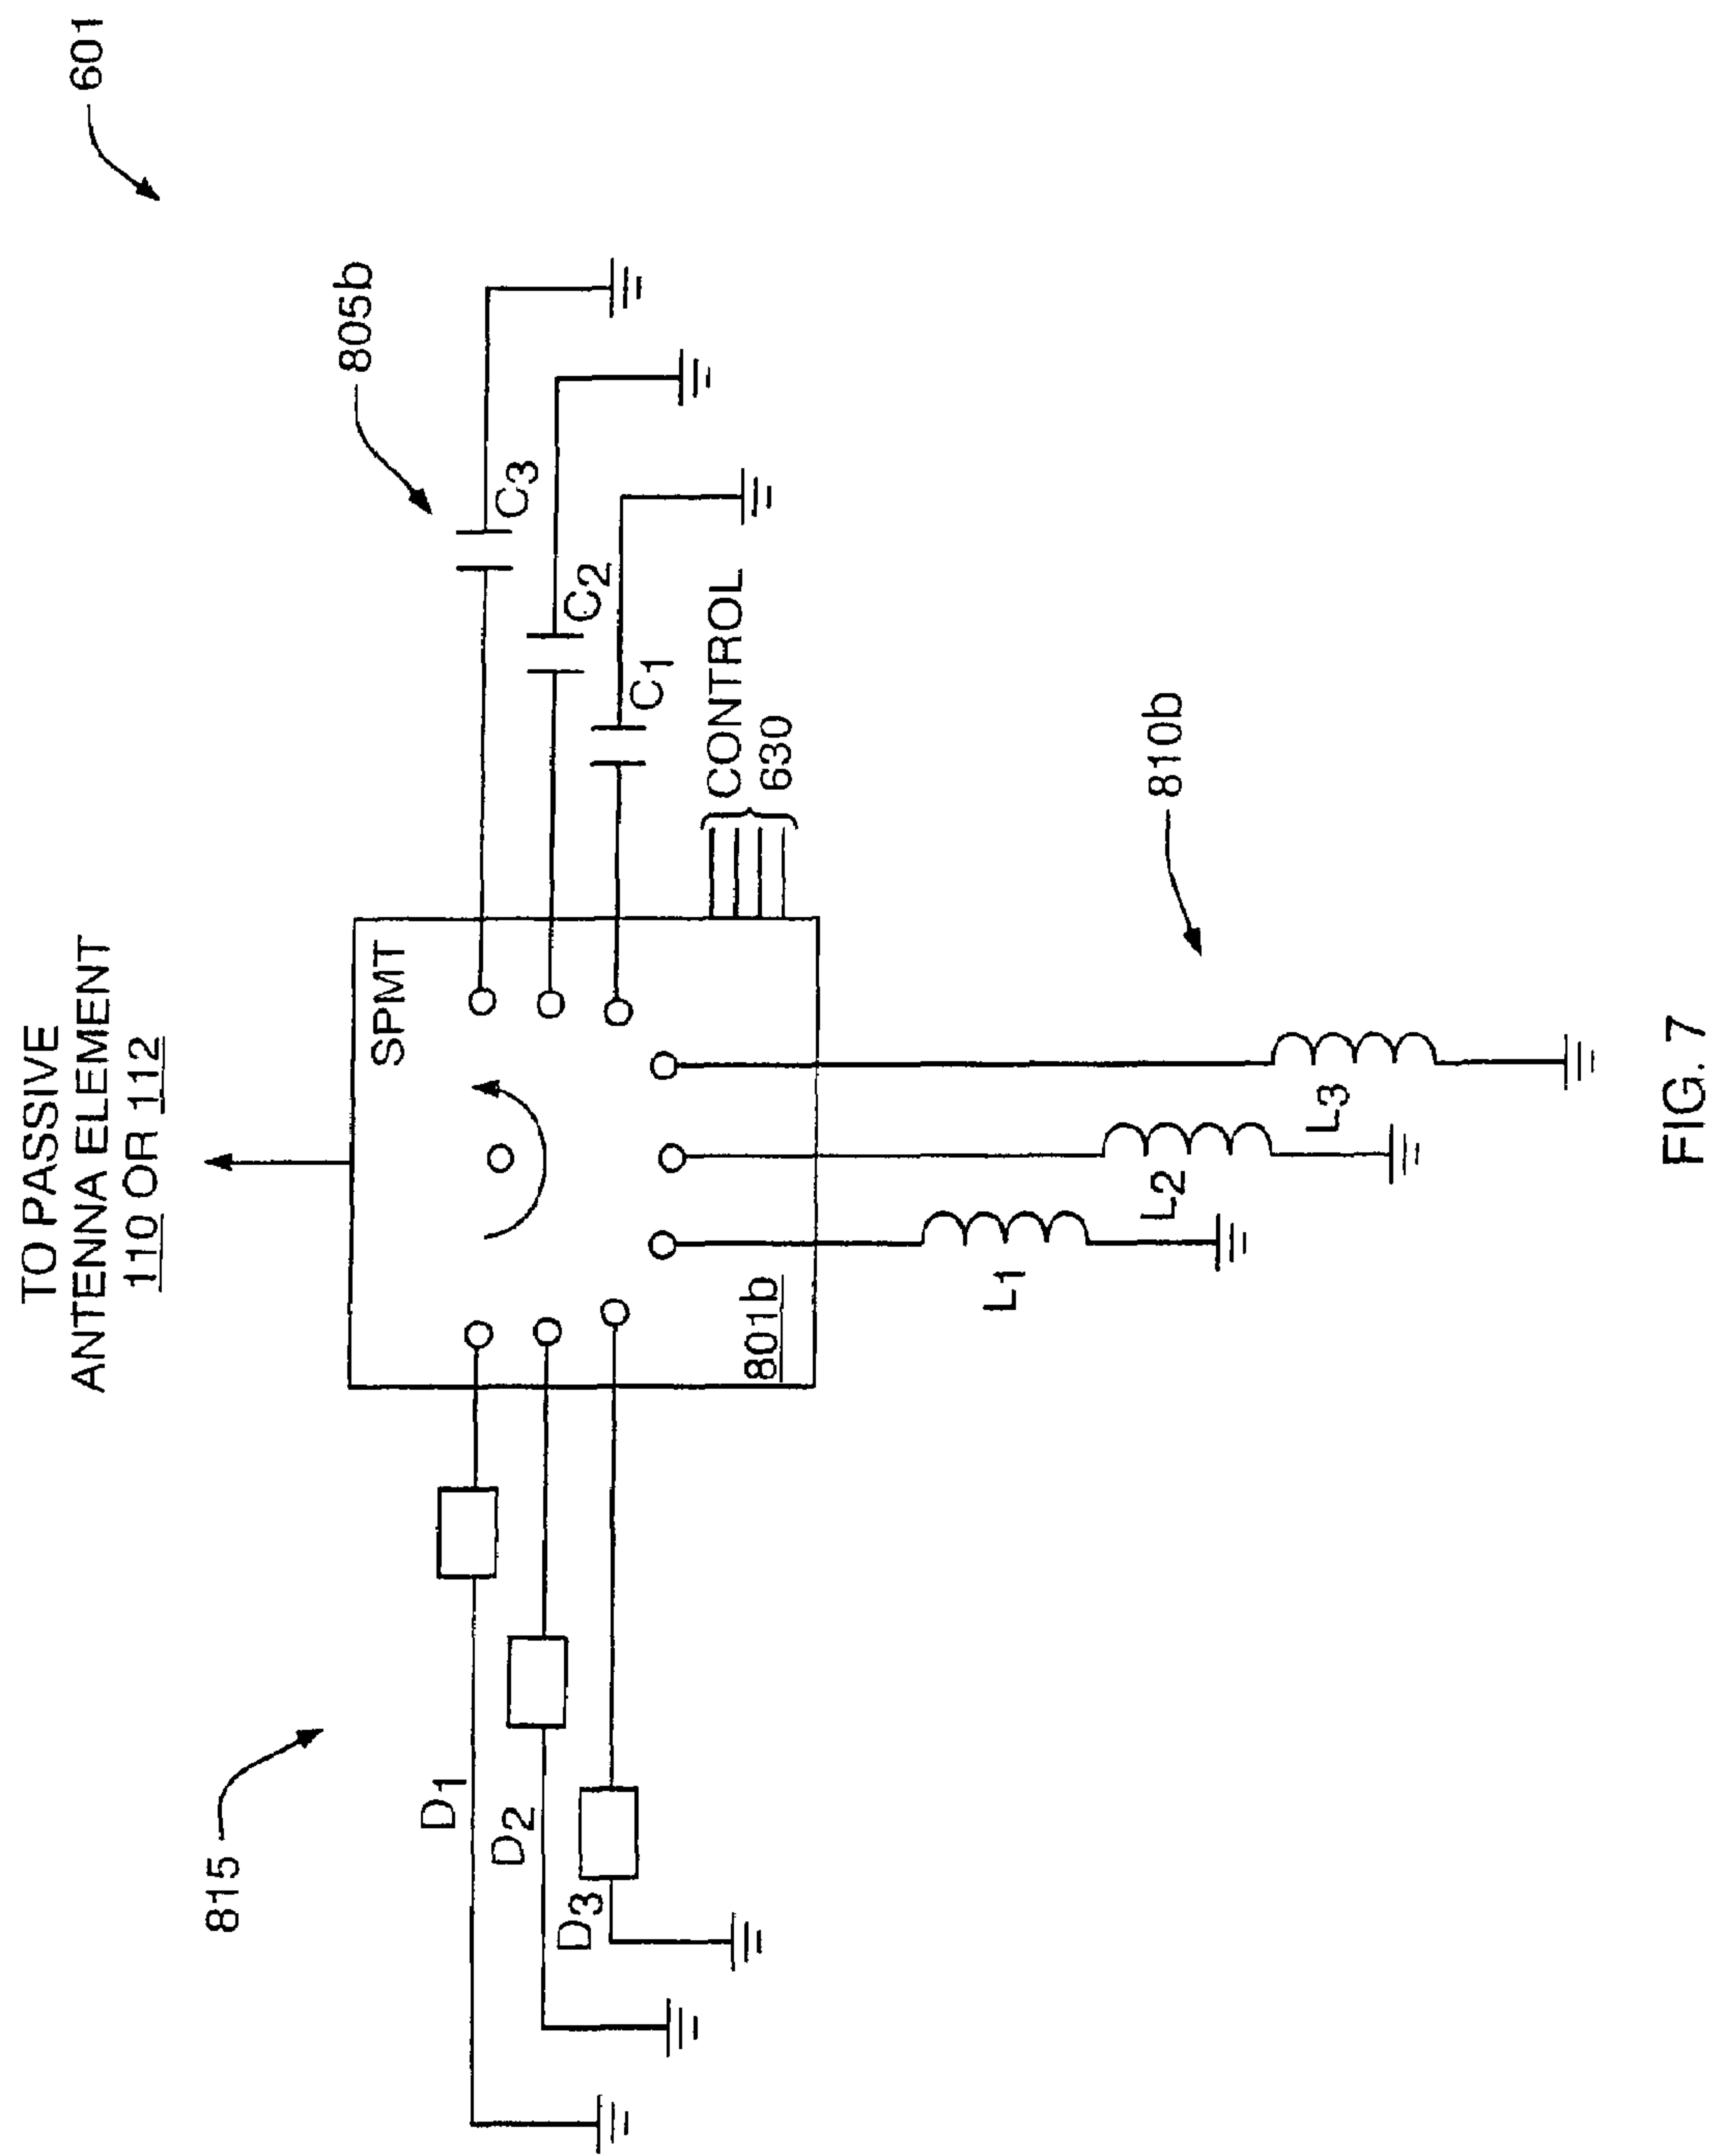 601
TO PASSIVE
ANTENNA ELEMENT
110 OR 112
815
805b
SPMT
D1
D2
D3
C3
C2
C1
CONTROL
630
801b
810b
L1
L2
L3
FIG. 7